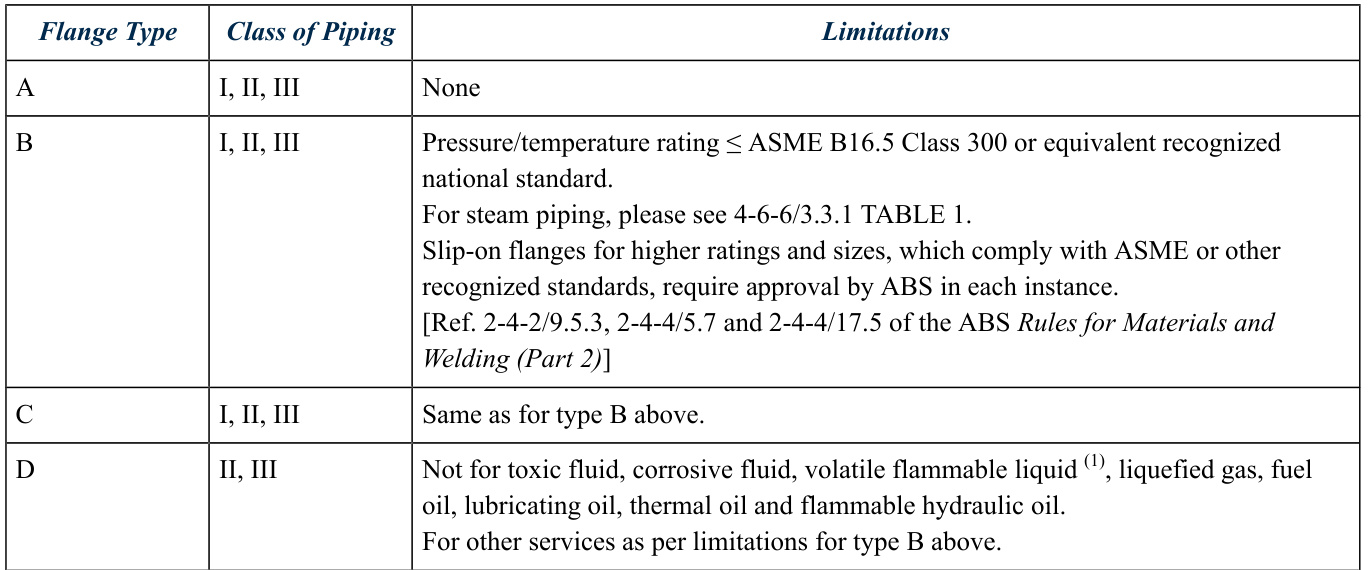 Flange Type Class of Piping Limitations
A I, II, III None
B I, II, III Pressure/temperature rating ≤ ASME B16.5 Class 300 or equivalent recognized
national standard.
For steam piping, please see 4-6-6/3.3.1 TABLE 1.
Slip-on flanges for higher ratings and sizes, which comply with ASME or other
recognized standards, require approval by ABS in each instance.
[Ref. 2-4-2/9.5.3, 2-4-4/5.7 and 2-4-4/17.5 of the ABS Rules for Materials and
Welding (Part 2)]
C I, II, III Same as for type B above.
D II, III Not for toxic fluid, corrosive fluid, volatile flammable liquid (1), liquefied gas, fuel
oil, lubricating oil, thermal oil and flammable hydraulic oil.
For other services as per limitations for type B above.